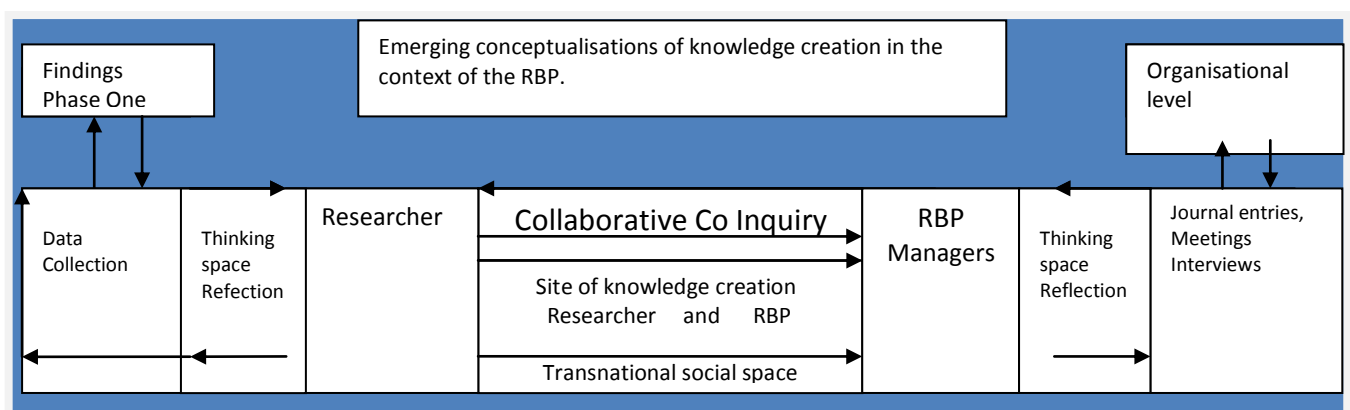 Emerging conceptualisations of knowledge creation in the
context of the RBP.
Findings
Phase One
Organisational
level
Data
Collection
Thinking
space
Refection
Researcher
Collaborative Co Inquiry
Site of knowledge creation
Researcher and RBP
Transnational social space
RBP
Managers
Thinking
space
Reflection
Journal entries,
Meetings
Interviews